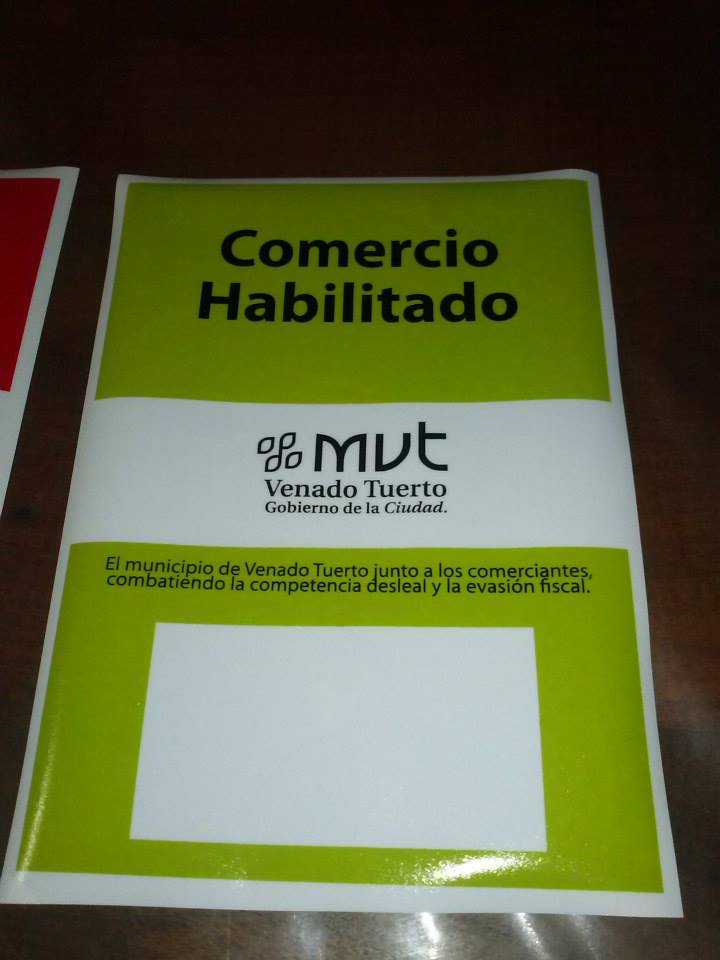 Comercio
Habilitado
mvt
Venado Tuerto
Gobierno de la Ciudad.
El municipio de Venado Tuerto junto a los comerciantes,
combatiendo la competencia desleal y la evasión fiscal.